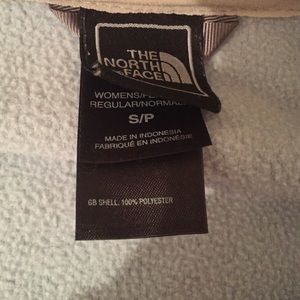 THE
NORTH
FACE
WOMENS/
REGULAR/NORMAL
S/P
MADE IN INDONESIA
FABRIQUÉ EN INDONÉSIE
GB SHELL: 100% POLYESTER